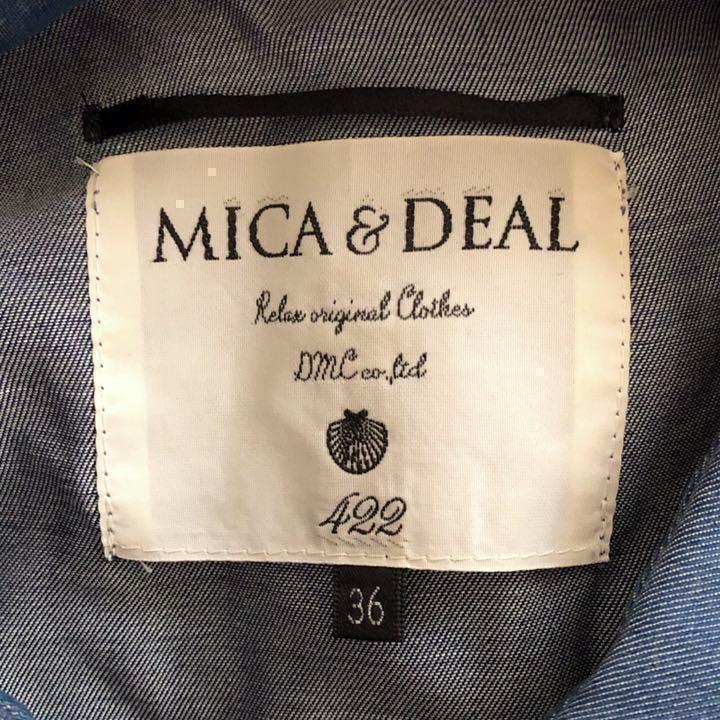 MICA & DEAL
Relax original Clothes
DMC co.,ltd
422
36